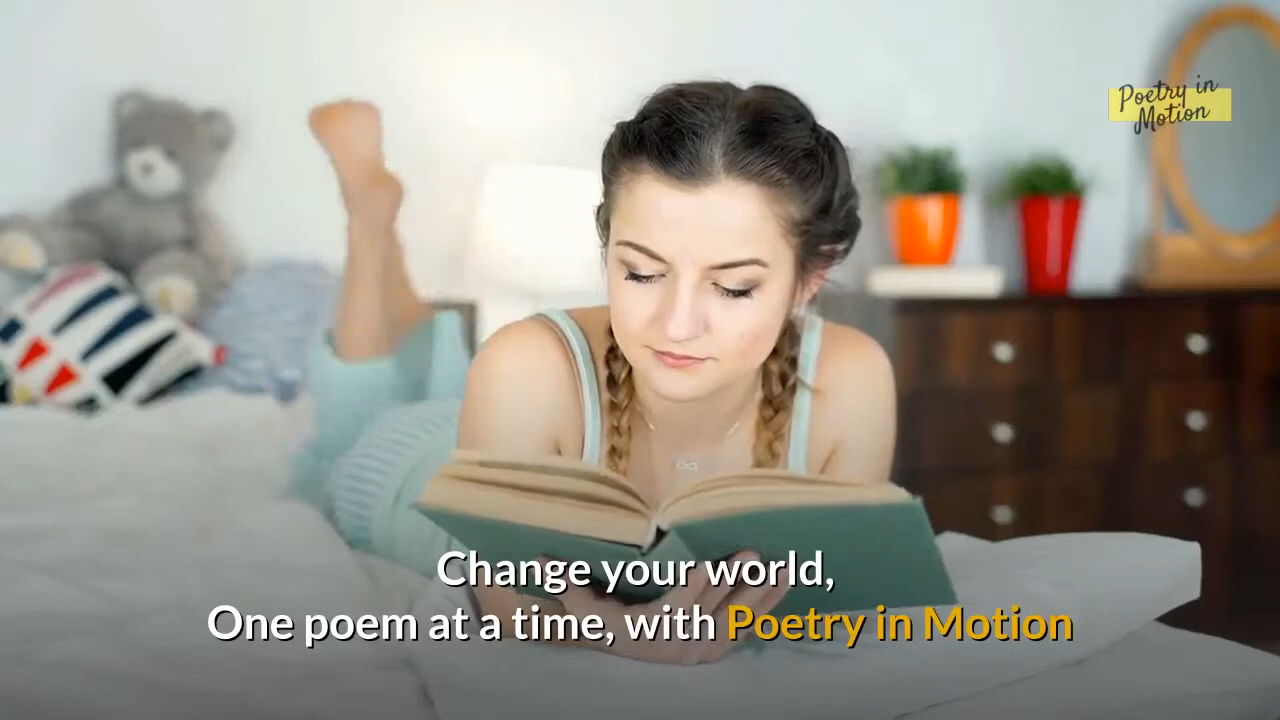 Poetry in
Motion
Change your world,
One poem at a time, with Poetry in Motion